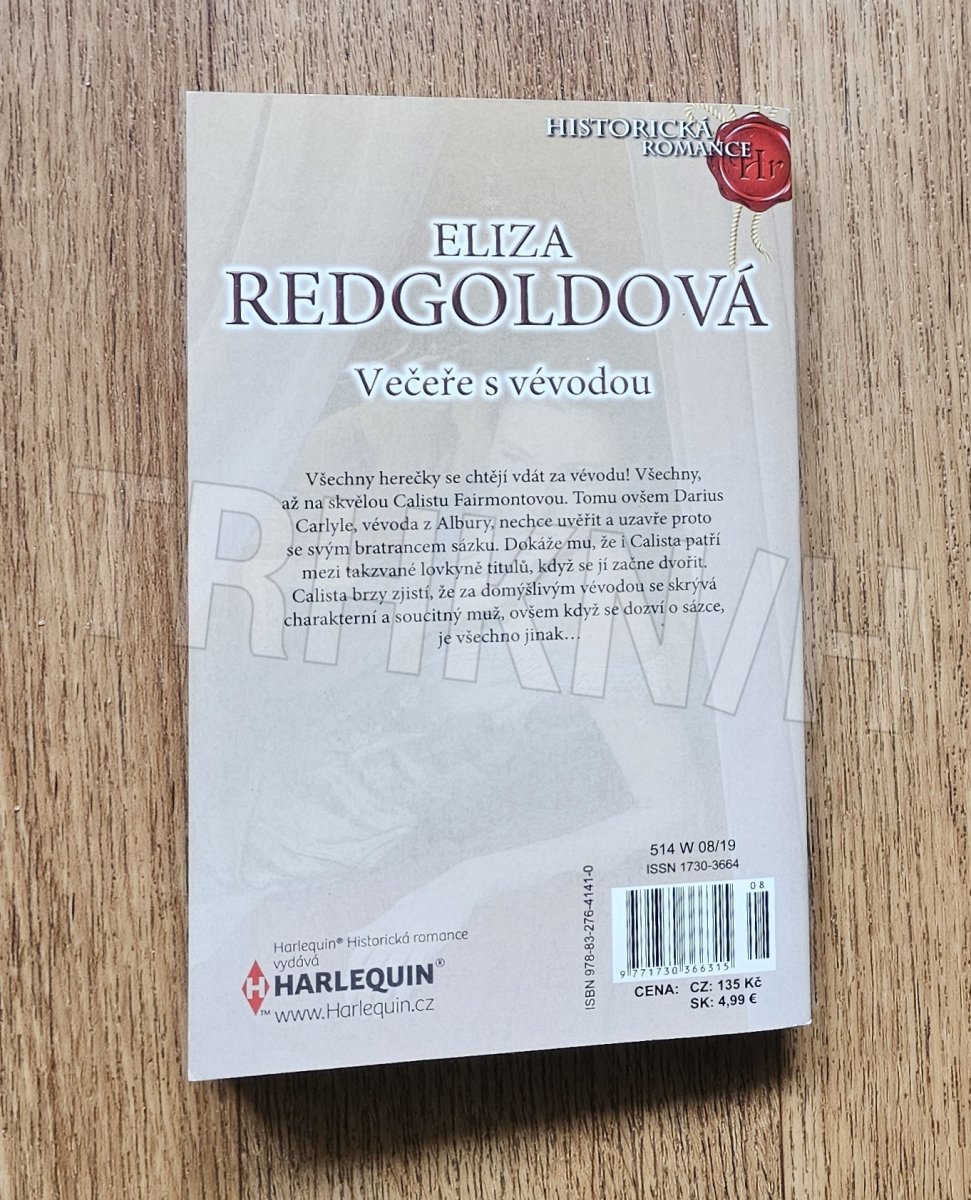 HISTORICKÁ
ROMANCE
Hr
ELIZA
REDGOLDOVÁ
Večeře s vévodou
Všechny herečky se chtějí vdát za vévodu! Všechny,
až na skvělou Calistu Fairmontovou. Tomu ovšem Darius
Carlyle, vévoda z Albury, nechce uvěřit a uzavře proto
se svým bratrancem sázku. Dokáže mu, že i Calista patří
mezi takzvané lovkyně titulů, když se jí začne dvořit.
Calista brzy zjistí, že za domýšlivým vévodou se skrývá
charakterní a soucitný muž, ovšem když se dozví o sázce,
je všechno jinak…
TRHKNIH
514 W 08/19
ISSN 1730-3664
08
9 771730 366315
ISBN 978-83-276-4141-0
CENA: CZ: 135 Kč
SK: 4,99 €
Harlequin® Historická romance
vydává
H HARLEQUIN®
™ www.Harlequin.cz